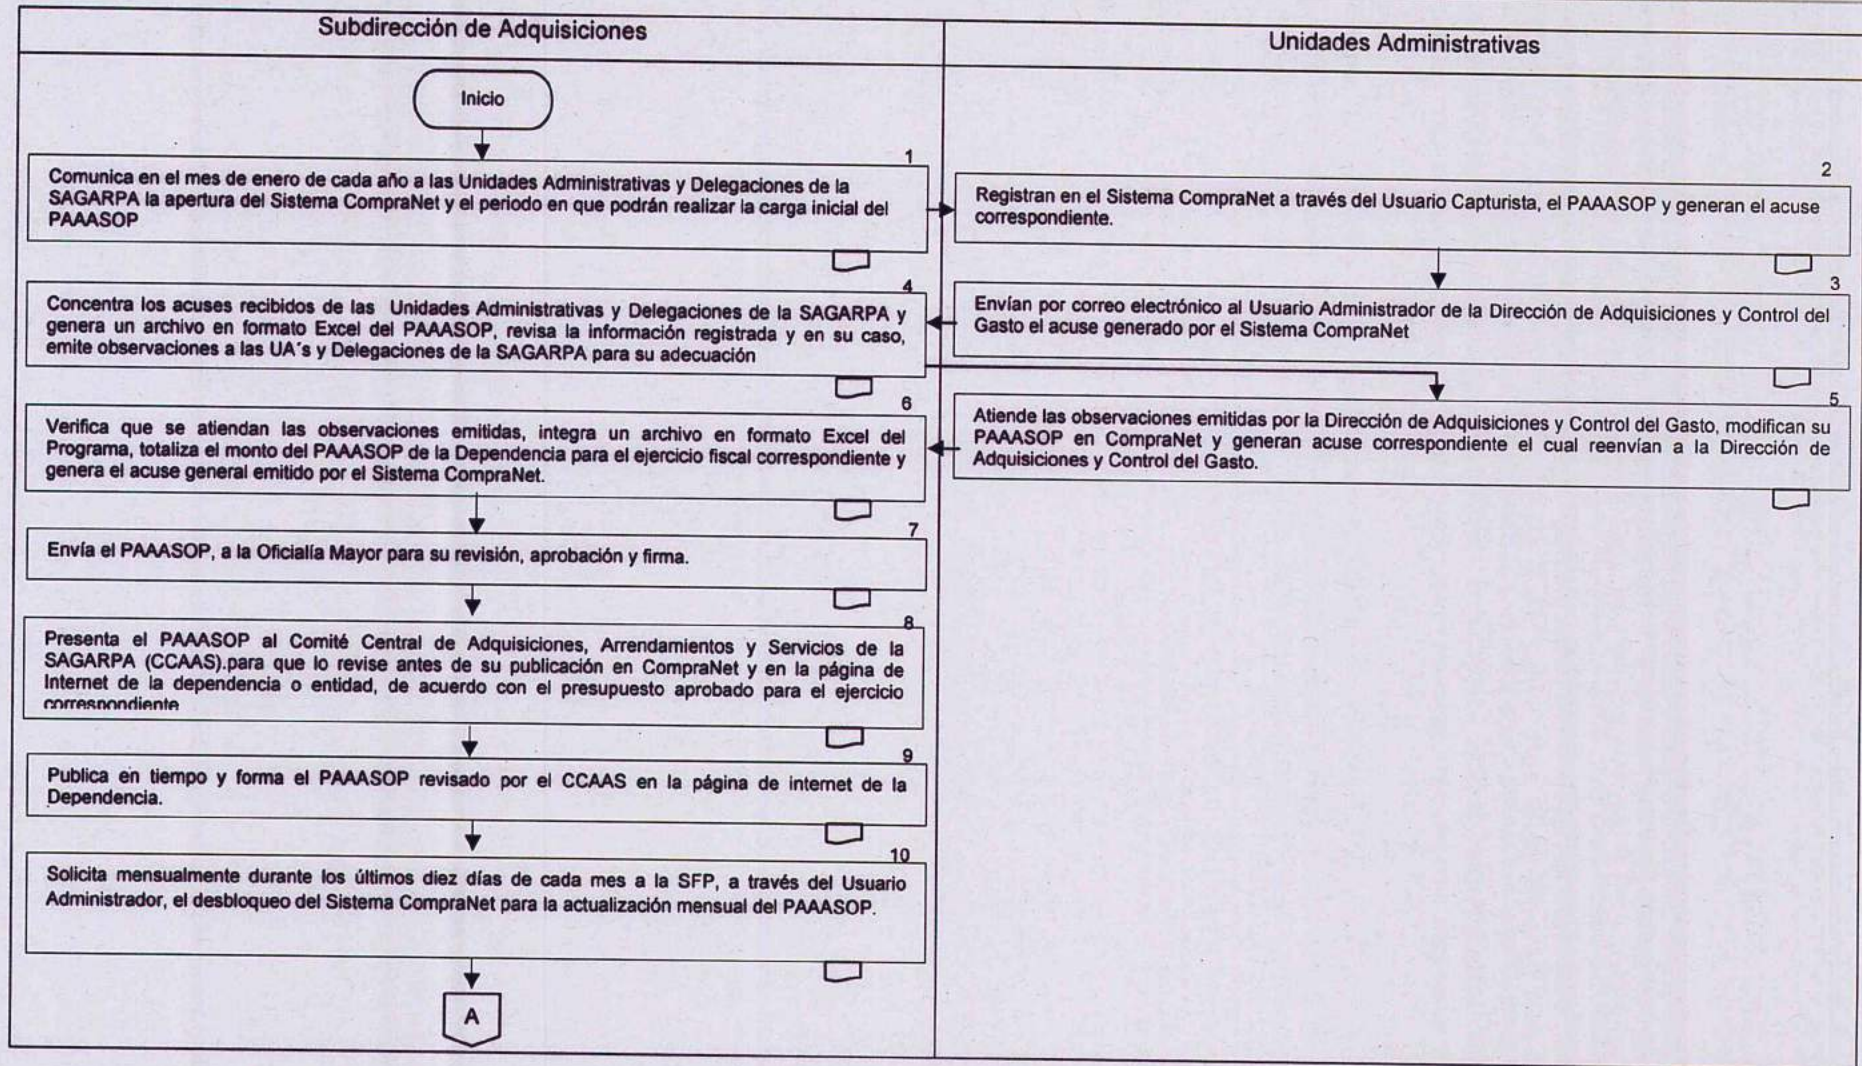 Subdirección de Adquisiciones
Unidades Administrativas
Inicio
1
Comunica en el mes de enero de cada año a las Unidades Administrativas y Delegaciones de la
SAGARPA la apertura del Sistema CompraNet y el periodo en que podrán realizar la carga inicial del
PAAASOP
2
Registran en el Sistema CompraNet a través del Usuario Capturista, el PAAASOP y generan el acuse
correspondiente.
3
Envían por correo electrónico al Usuario Administrador de la Dirección de Adquisiciones y Control del
Gasto el acuse generado por el Sistema CompraNet
4
Concentra los acuses recibidos de las Unidades Administrativas y Delegaciones de la SAGARPA y
genera un archivo en formato Excel del PAAASOP, revisa la información registrada y en su caso,
emite observaciones a las UA´s y Delegaciones de la SAGARPA para su adecuación
5
Atiende las observaciones emitidas por la Dirección de Adquisiciones y Control del Gasto, modifican su
PAAASOP en CompraNet y generan acuse correspondiente el cual reenvían a la Dirección de
Adquisiciones y Control del Gasto.
6
Verifica que se atiendan las observaciones emitidas, integra un archivo en formato Excel del
Programa, totaliza el monto del PAAASOP de la Dependencia para el ejercicio fiscal correspondiente y
genera el acuse general emitido por el Sistema CompraNet.
7
Envía el PAAASOP, a la Oficialía Mayor para su revisión, aprobación y firma.
8
Presenta el PAAASOP al Comité Central de Adquisiciones, Arrendamientos y Servicios de la
SAGARPA (CCAAS).para que lo revise antes de su publicación en CompraNet y en la página de
Internet de la dependencia o entidad, de acuerdo con el presupuesto aprobado para el ejercicio
correspondiente
9
Publica en tiempo y forma el PAAASOP revisado por el CCAAS en la página de internet de la
Dependencia.
10
Solicita mensualmente durante los últimos diez días de cada mes a la SFP, a través del Usuario
Administrador, el desbloqueo del Sistema CompraNet para la actualización mensual del PAAASOP.
A